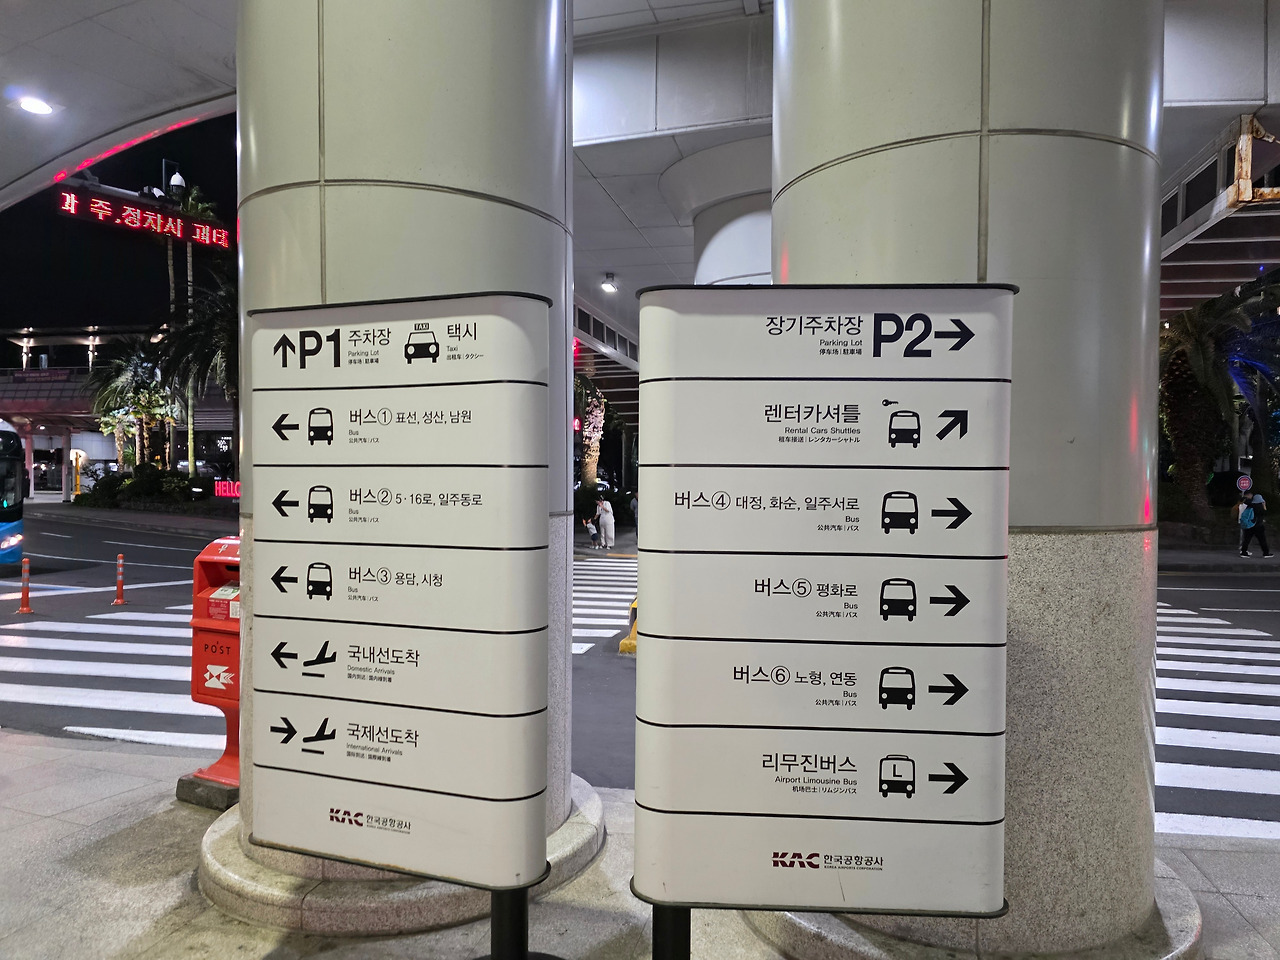 과 주.정차시 과태
HELLO
POST
P1 주차장
Parking Lot
停车场 | 駐車場
TAXI
택시
Taxi
出租车 | タクシー
버스① 표선, 성산, 남원
Bus
公共汽车 | バス
버스② 5·16로, 일주동로
Bus
公共汽车 | バス
버스③ 용담, 시청
Bus
公共汽车 | バス
국내선도착
Domestic Arrivals
国内到达 | 国内線到着
국제선도착
International Arrivals
国际到达 | 国際線到着
KAC 한국공항공사
KOREA AIRPORTS CORPORATION
장기주차장 P2
Parking Lot
停车场 | 駐車場
렌터카셔틀
Rental Cars Shuttles
租车接送 | レンタカーシャトル
버스④ 대정, 화순, 일주서로
Bus
公共汽车 | バス
버스⑤ 평화로
Bus
公共汽车 | バス
버스⑥ 노형, 연동
Bus
公共汽车 | バス
리무진버스
Airport Limousine Bus
机场巴士 | リムジンバス
KAC 한국공항공사
KOREA AIRPORTS CORPORATION